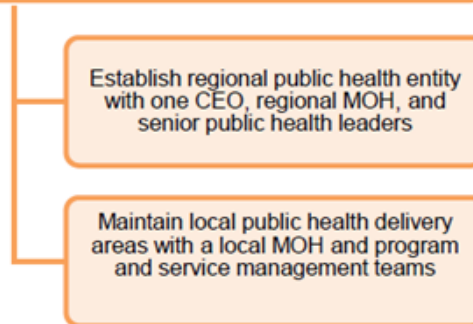 Establish regional public health entity
with one CEO, regional MOH, and
senior public health leaders
Maintain local public health delivery
areas with a local MOH and program
and service management teams